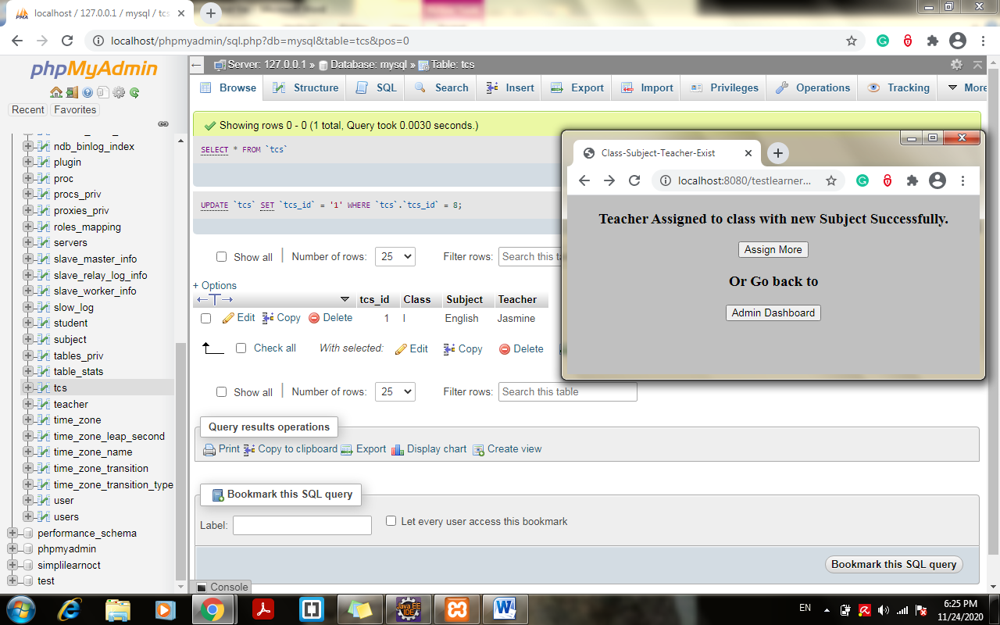 localhost / 127.0.0.1 / mysql / tcs
localhost/phpmyadmin/sql.php?db=mysql&table=tcs&pos=0
phpMyAdmin
Recent Favorites
ndb_binlog_index
plugin
proc
procs_priv
proxies_priv
roles_mapping
servers
slave_master_info
slave_relay_log_info
slave_worker_info
slow_log
student
subject
tables_priv
table_stats
tcs
teacher
time_zone
time_zone_leap_second
time_zone_name
time_zone_transition
time_zone_transition_type
user
users
performance_schema
phpmyadmin
simplilearnoct
test
Server: 127.0.0.1 » Database: mysql » Table: tcs
Browse Structure SQL Search Insert Export Import Privileges Operations Tracking More
Showing rows 0 - 0 (1 total, Query took 0.0030 seconds.)
SELECT * FROM `tcs`
UPDATE `tcs` SET `tcs_id` = '1' WHERE `tcs`.`tcs_id` = 8;
Show all | Number of rows: 25 Filter rows: Search this ta
+ Options
←T→ tcs_id Class Subject Teacher
Edit Copy Delete 1 I English Jasmine
Check all With selected: Edit Copy Delete
Show all | Number of rows: 25 Filter rows: Search this table
Query results operations
Print Copy to clipboard Export Display chart Create view
Bookmark this SQL query
Label: Let every user access this bookmark
Bookmark this SQL query
Console
Class-Subject-Teacher-Exist
localhost:8080/testlearner...
Teacher Assigned to class with new Subject Successfully.
Assign More
Or Go back to
Admin Dashboard
Java EE
IDE
EN
6:25 PM
11/24/2020